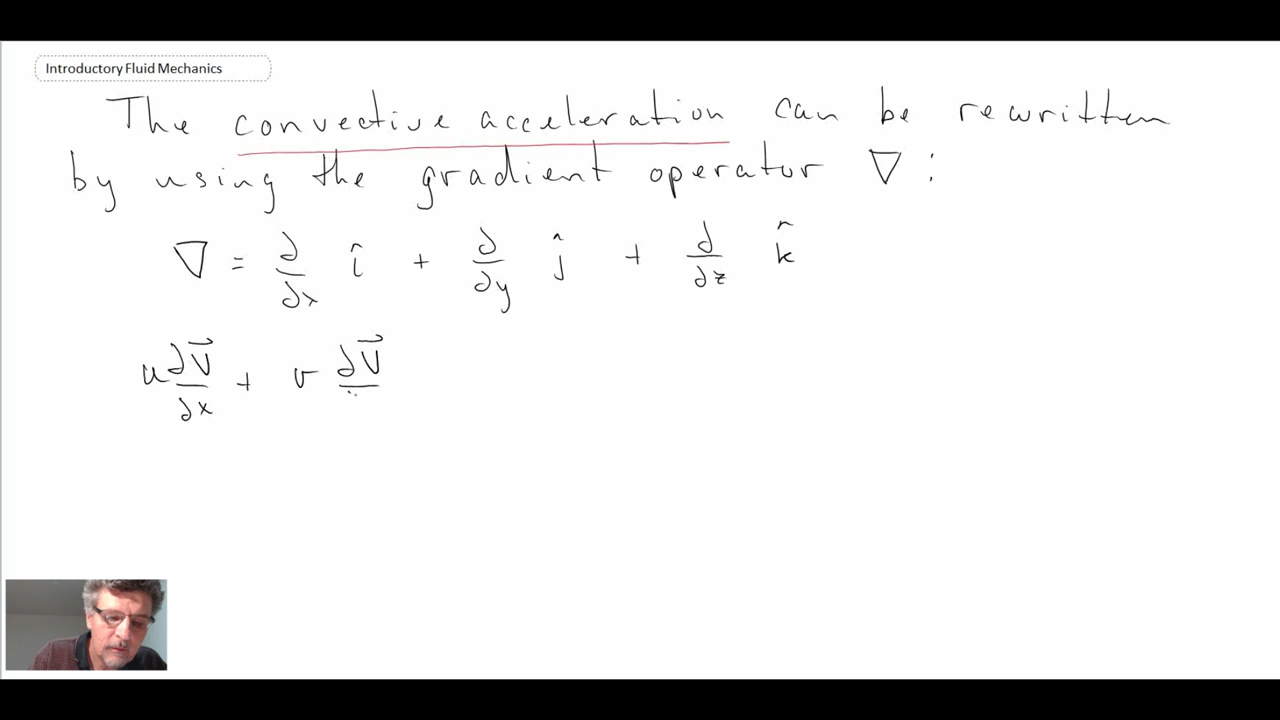 Introductory Fluid Mechanics
The convective acceleration can be rewritten
by using the gradient operator ∇ :
∇ = ∂/∂x î + ∂/∂y ĵ + ∂/∂z k̂
u ∂V⃗/∂x + v ∂V⃗/